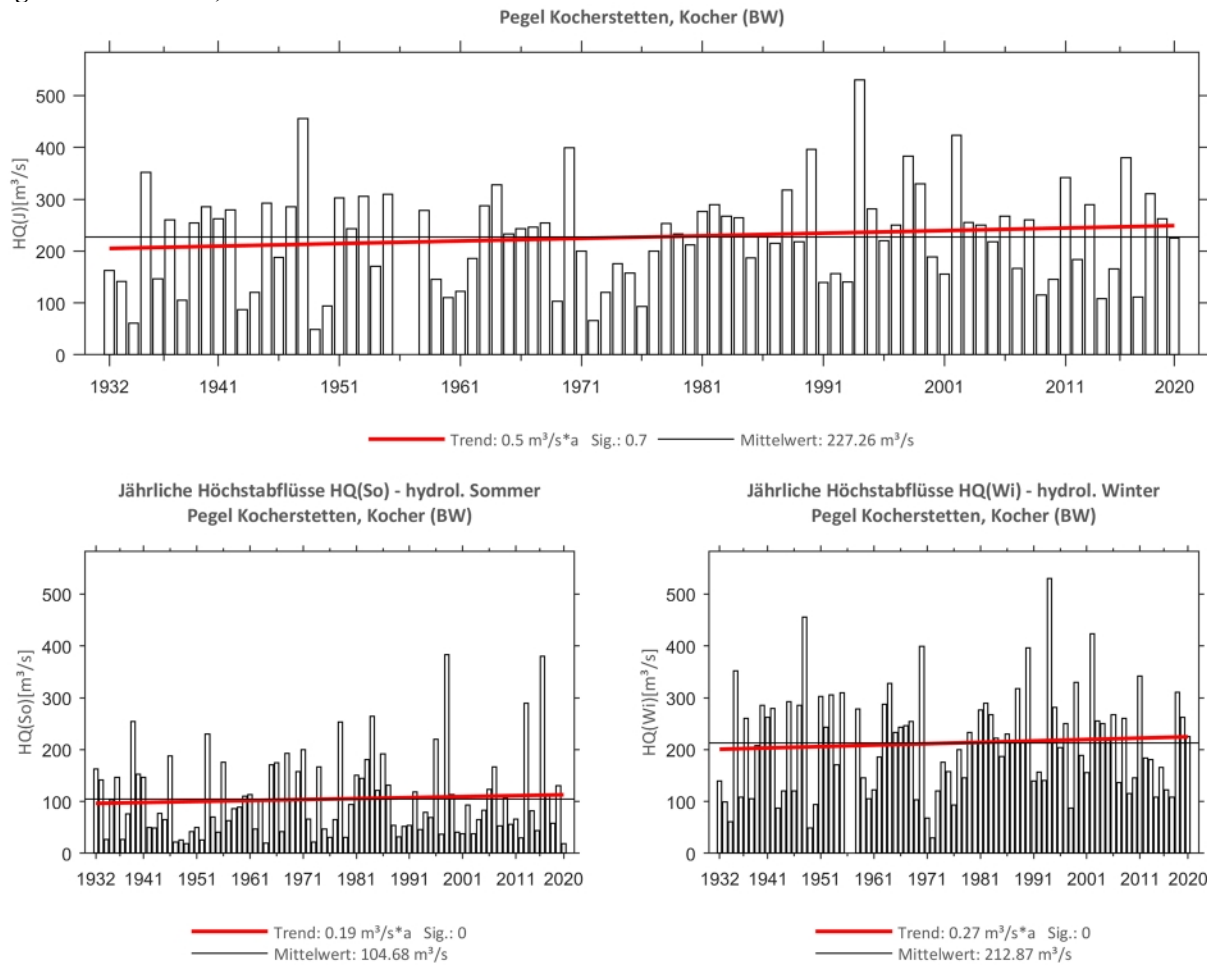 Pegel Kocherstetten, Kocher (BW)
HQ(J)[m³/s]
500
400
300
200
100
0
1932 1941 1951 1961 1971 1981 1991 2001 2011 2020
Trend: 0.5 m³/s*a Sig.: 0.7 Mittelwert: 227.26 m³/s
Jährliche Höchstabflüsse HQ(So) - hydrol. Sommer
Pegel Kocherstetten, Kocher (BW)
HQ(So)[m³/s]
500
400
300
200
100
0
1932 1941 1951 1961 1971 1981 1991 2001 2011 2020
Trend: 0.19 m³/s*a Sig.: 0
Mittelwert: 104.68 m³/s
Jährliche Höchstabflüsse HQ(Wi) - hydrol. Winter
Pegel Kocherstetten, Kocher (BW)
HQ(Wi)[m³/s]
500
400
300
200
100
0
1932 1941 1951 1961 1971 1981 1991 2001 2011 2020
Trend: 0.27 m³/s*a Sig.: 0
Mittelwert: 212.87 m³/s